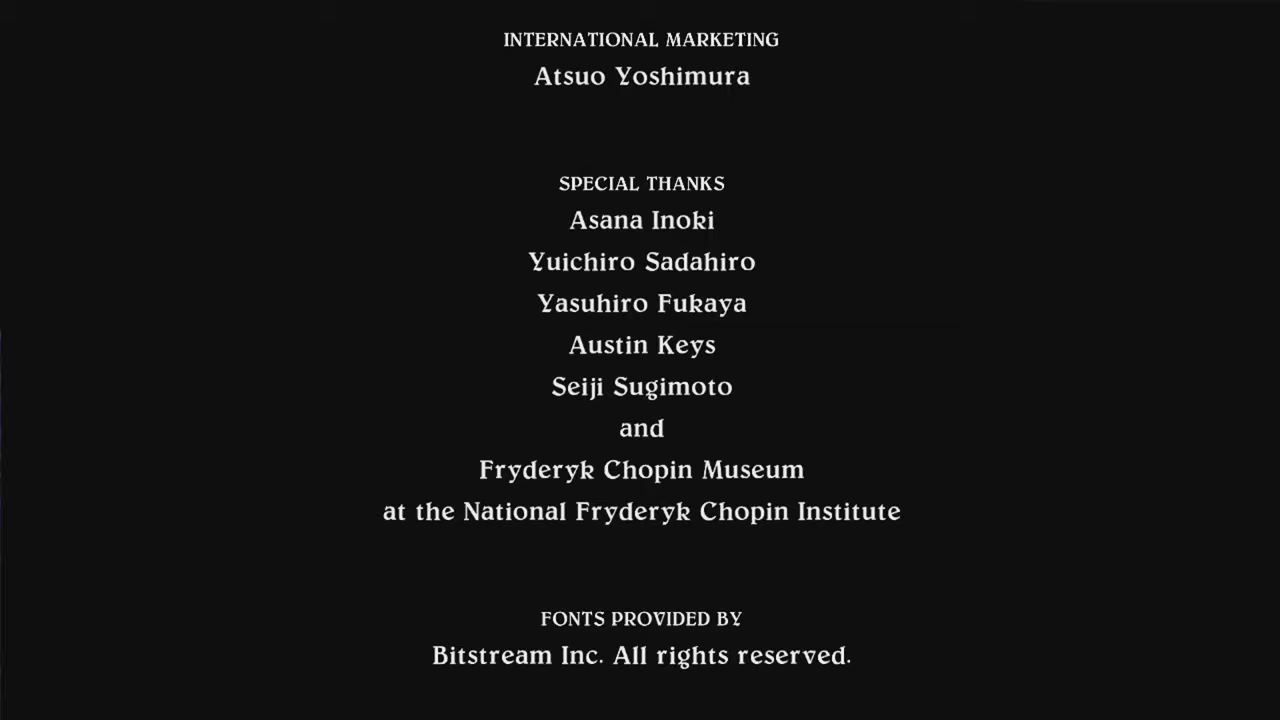 INTERNATIONAL MARKETING
Atsuo Yoshimura
SPECIAL THANKS
Asana Inoki
Yuichiro Sadahiro
Yasuhiro Fukaya
Austin Keys
Seiji Sugimoto
and
Fryderyk Chopin Museum
at the National Fryderyk Chopin Institute
FONTS PROVIDED BY
Bitstream Inc. All rights reserved.